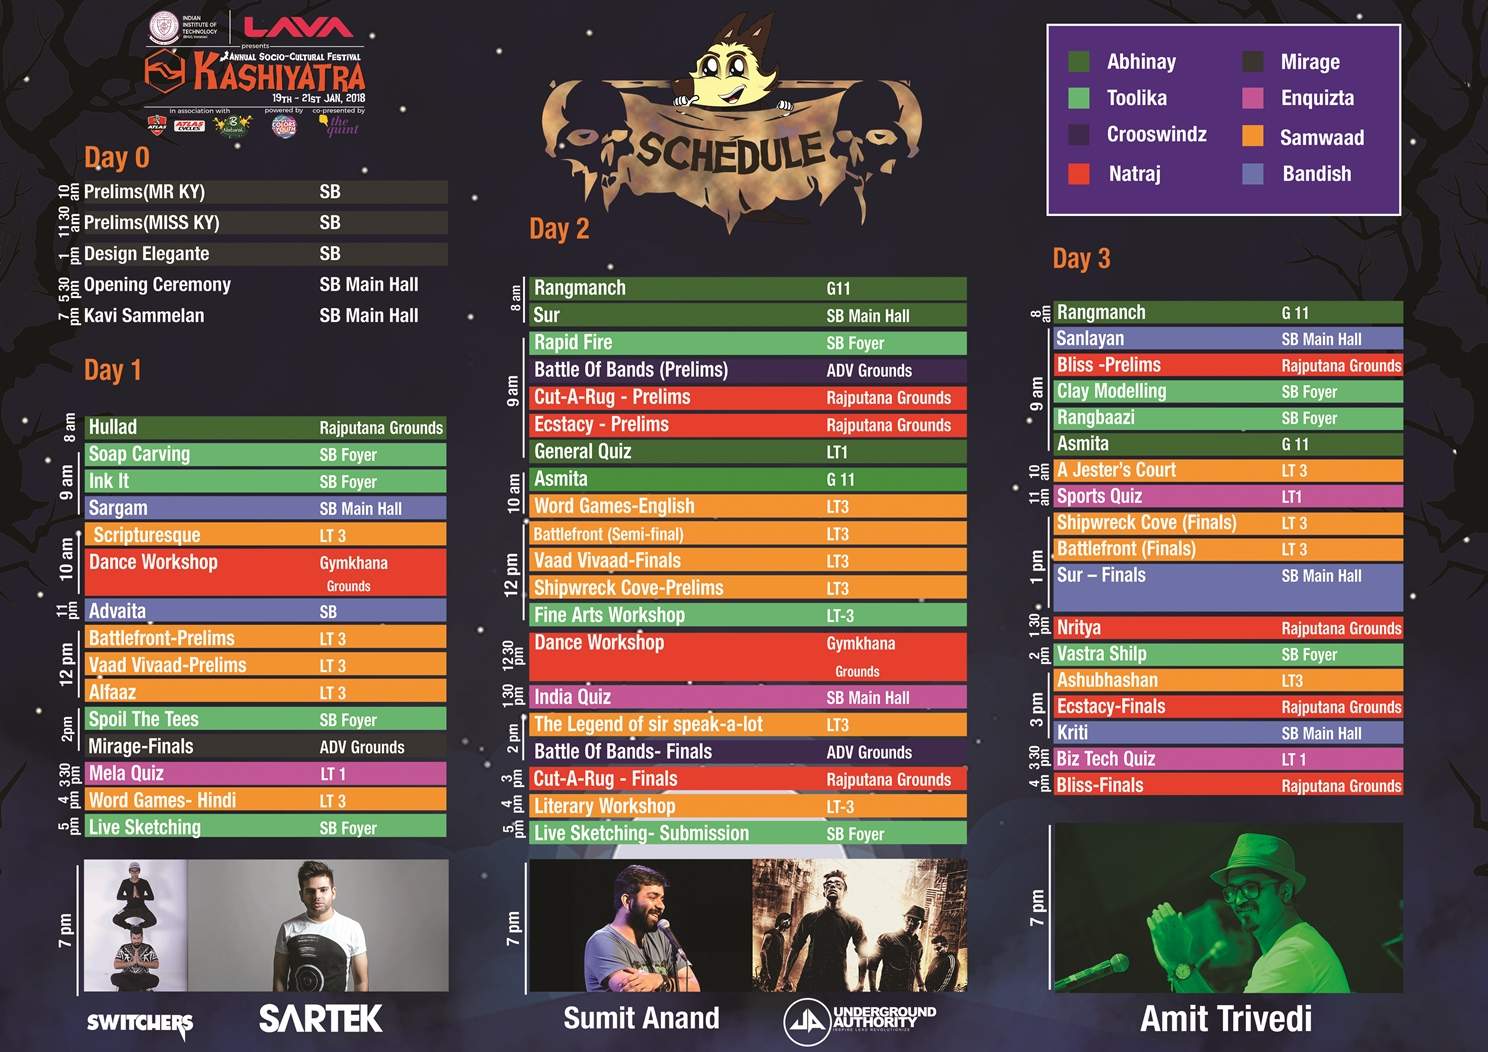 INDIAN
INSTITUTE OF
TECHNOLOGY
(BHU) Varanasi
LAVA
presents
ANNUAL SOCIO-CULTURAL FESTIVAL
KASHIYATRA
19TH - 21ST JAN, 2018
in association with
powered by
co-presented by
ATLAS
ATLAS
CYCLES
B
Natural
COLORS
the
quint
SCHEDULE
Abhinay
Mirage
Toolika
Enquizta
Crooswindz
Samwaad
Natraj
Bandish
Day 0
10 am Prelims(MR KY) SB
11 30 am Prelims(MISS KY) SB
1 pm Design Elegante SB
5 30 pm Opening Ceremony SB Main Hall
7 pm Kavi Sammelan SB Main Hall
Day 1
8 am Hullad Rajputana Grounds
9 am
Soap Carving SB Foyer
Ink It SB Foyer
Sargam SB Main Hall
10 am
Scripturesque LT 3
Dance Workshop Gymkhana
Grounds
11 pm Advaita SB
12 pm
Battlefront-Prelims LT 3
Vaad Vivaad-Prelims LT 3
Alfaaz LT 3
2pm
Spoil The Tees SB Foyer
Mirage-Finals ADV Grounds
3 30 pm Mela Quiz LT 1
4 pm Word Games- Hindi LT 3
5 pm Live Sketching SB Foyer
7 pm
SWITCHERS
SARTEK
Day 2
8 am
Rangmanch G11
Sur SB Main Hall
9 am
Rapid Fire SB Foyer
Battle Of Bands (Prelims) ADV Grounds
Cut-A-Rug - Prelims Rajputana Grounds
Ecstacy - Prelims Rajputana Grounds
General Quiz LT1
10 am
Asmita G 11
Word Games-English LT3
12 pm
Battlefront (Semi-final) LT3
Vaad Vivaad-Finals LT3
Shipwreck Cove-Prelims LT3
Fine Arts Workshop LT-3
12 30 pm
Dance Workshop Gymkhana
Grounds
1 30 pm India Quiz SB Main Hall
2 pm
The Legend of sir speak-a-lot LT3
Battle Of Bands- Finals ADV Grounds
3 pm Cut-A-Rug - Finals Rajputana Grounds
4 pm Literary Workshop LT-3
5 pm Live Sketching- Submission SB Foyer
7 pm
Sumit Anand
UNDERGROUND
AUTHORITY
INSPIRE LEAD REVOLUTIONIZE
Day 3
8 am Rangmanch G 11
9 am
Sanlayan SB Main Hall
Bliss -Prelims Rajputana Grounds
Clay Modelling SB Foyer
Rangbaazi SB Foyer
Asmita G 11
10 am A Jester's Court LT 3
11 am Sports Quiz LT1
1 pm
Shipwreck Cove (Finals) LT 3
Battlefront (Finals) LT 3
Sur – Finals SB Main Hall
1 30 pm Nritya Rajputana Grounds
2 pm Vastra Shilp SB Foyer
3 pm
Ashubhashan LT3
Ecstacy-Finals Rajputana Grounds
Kriti SB Main Hall
3 30 pm Biz Tech Quiz LT 1
4 pm Bliss-Finals Rajputana Grounds
7 pm
Amit Trivedi